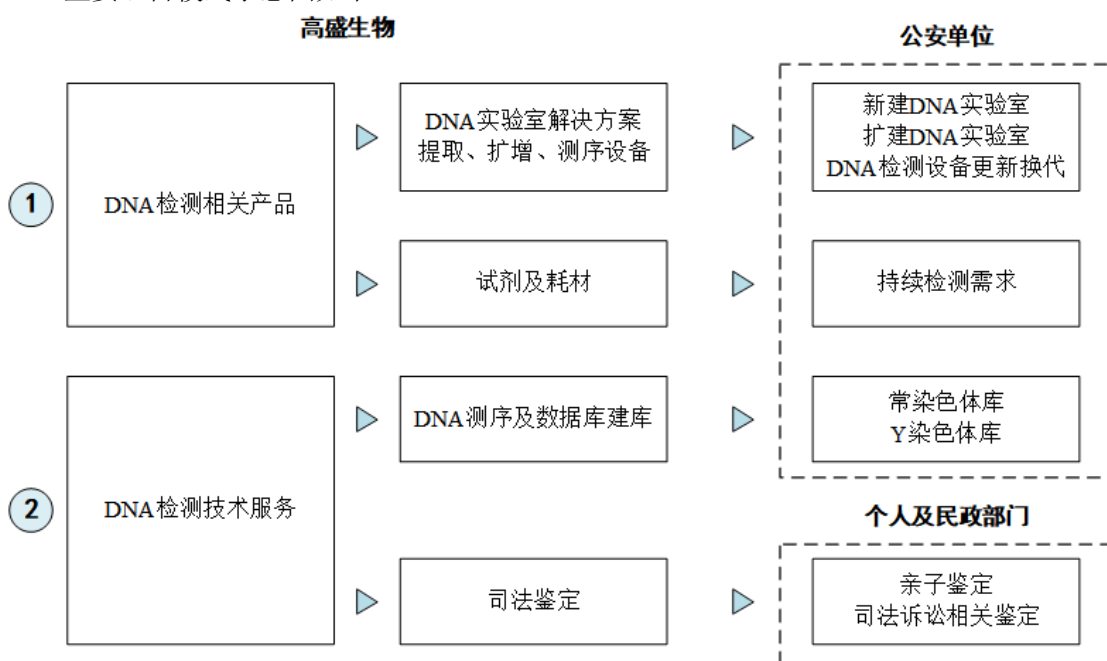 高盛生物
公安单位
DNA实验室解决方案
提取、扩增、测序设备
新建DNA实验室
扩建DNA实验室
DNA检测设备更新换代
1
DNA检测相关产品
试剂及耗材
持续检测需求
DNA测序及数据库建库
常染色体库
Y染色体库
2
DNA检测技术服务
个人及民政部门
司法鉴定
亲子鉴定
司法诉讼相关鉴定